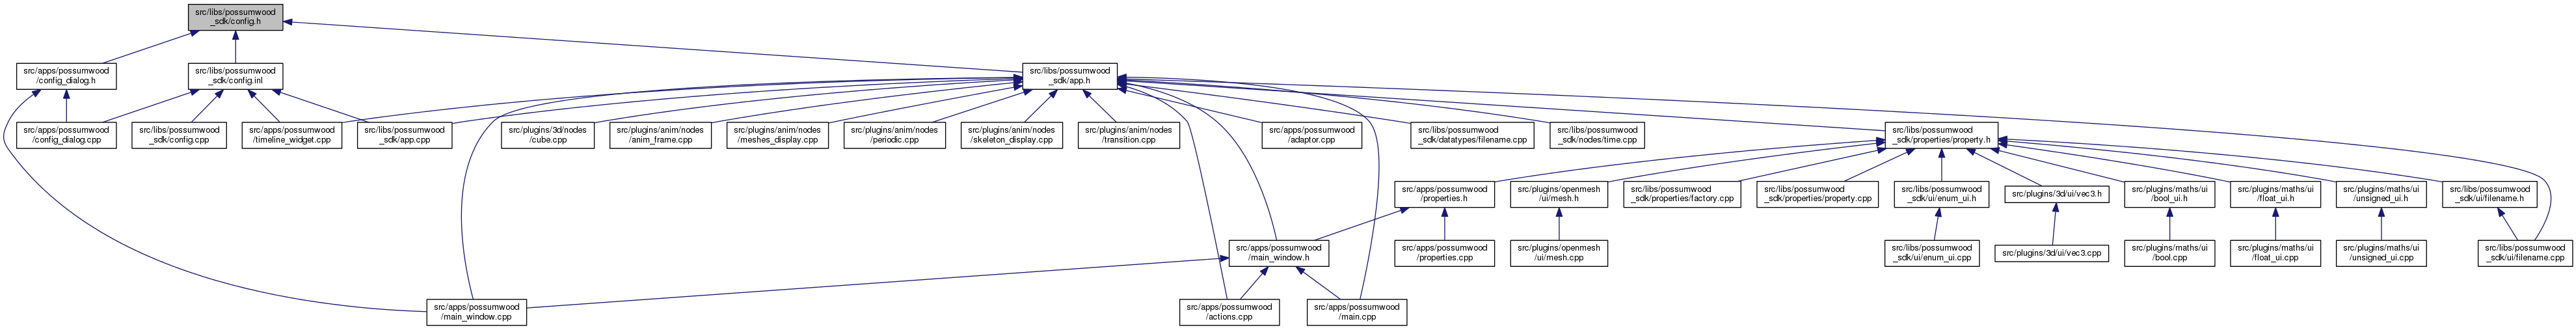 src/libs/possumwood
_sdk/config.h
src/apps/possumwood
/config_dialog.h
src/libs/possumwood
_sdk/config.inl
src/libs/possumwood
_sdk/app.h
src/apps/possumwood
/config_dialog.cpp
src/libs/possumwood
_sdk/config.cpp
src/apps/possumwood
/timeline_widget.cpp
src/libs/possumwood
_sdk/app.cpp
src/plugins/3d/nodes
/cube.cpp
src/plugins/anim/nodes
/anim_frame.cpp
src/plugins/anim/nodes
/meshes_display.cpp
src/plugins/anim/nodes
/periodic.cpp
src/plugins/anim/nodes
/skeleton_display.cpp
src/plugins/anim/nodes
/transition.cpp
src/apps/possumwood
/adaptor.cpp
src/libs/possumwood
_sdk/datatypes/filename.cpp
src/libs/possumwood
_sdk/nodes/time.cpp
src/libs/possumwood
_sdk/properties/property.h
src/apps/possumwood
/properties.h
src/plugins/openmesh
/ui/mesh.h
src/libs/possumwood
_sdk/properties/factory.cpp
src/libs/possumwood
_sdk/properties/property.cpp
src/libs/possumwood
_sdk/ui/enum_ui.h
src/plugins/3d/ui/vec3.h
src/plugins/maths/ui
/bool_ui.h
src/plugins/maths/ui
/float_ui.h
src/plugins/maths/ui
/unsigned_ui.h
src/libs/possumwood
_sdk/ui/filename.h
src/apps/possumwood
/main_window.h
src/apps/possumwood
/properties.cpp
src/plugins/openmesh
/ui/mesh.cpp
src/libs/possumwood
_sdk/ui/enum_ui.cpp
src/plugins/3d/ui/vec3.cpp
src/plugins/maths/ui
/bool.cpp
src/plugins/maths/ui
/float_ui.cpp
src/plugins/maths/ui
/unsigned_ui.cpp
src/libs/possumwood
_sdk/ui/filename.cpp
src/apps/possumwood
/main_window.cpp
src/apps/possumwood
/actions.cpp
src/apps/possumwood
/main.cpp